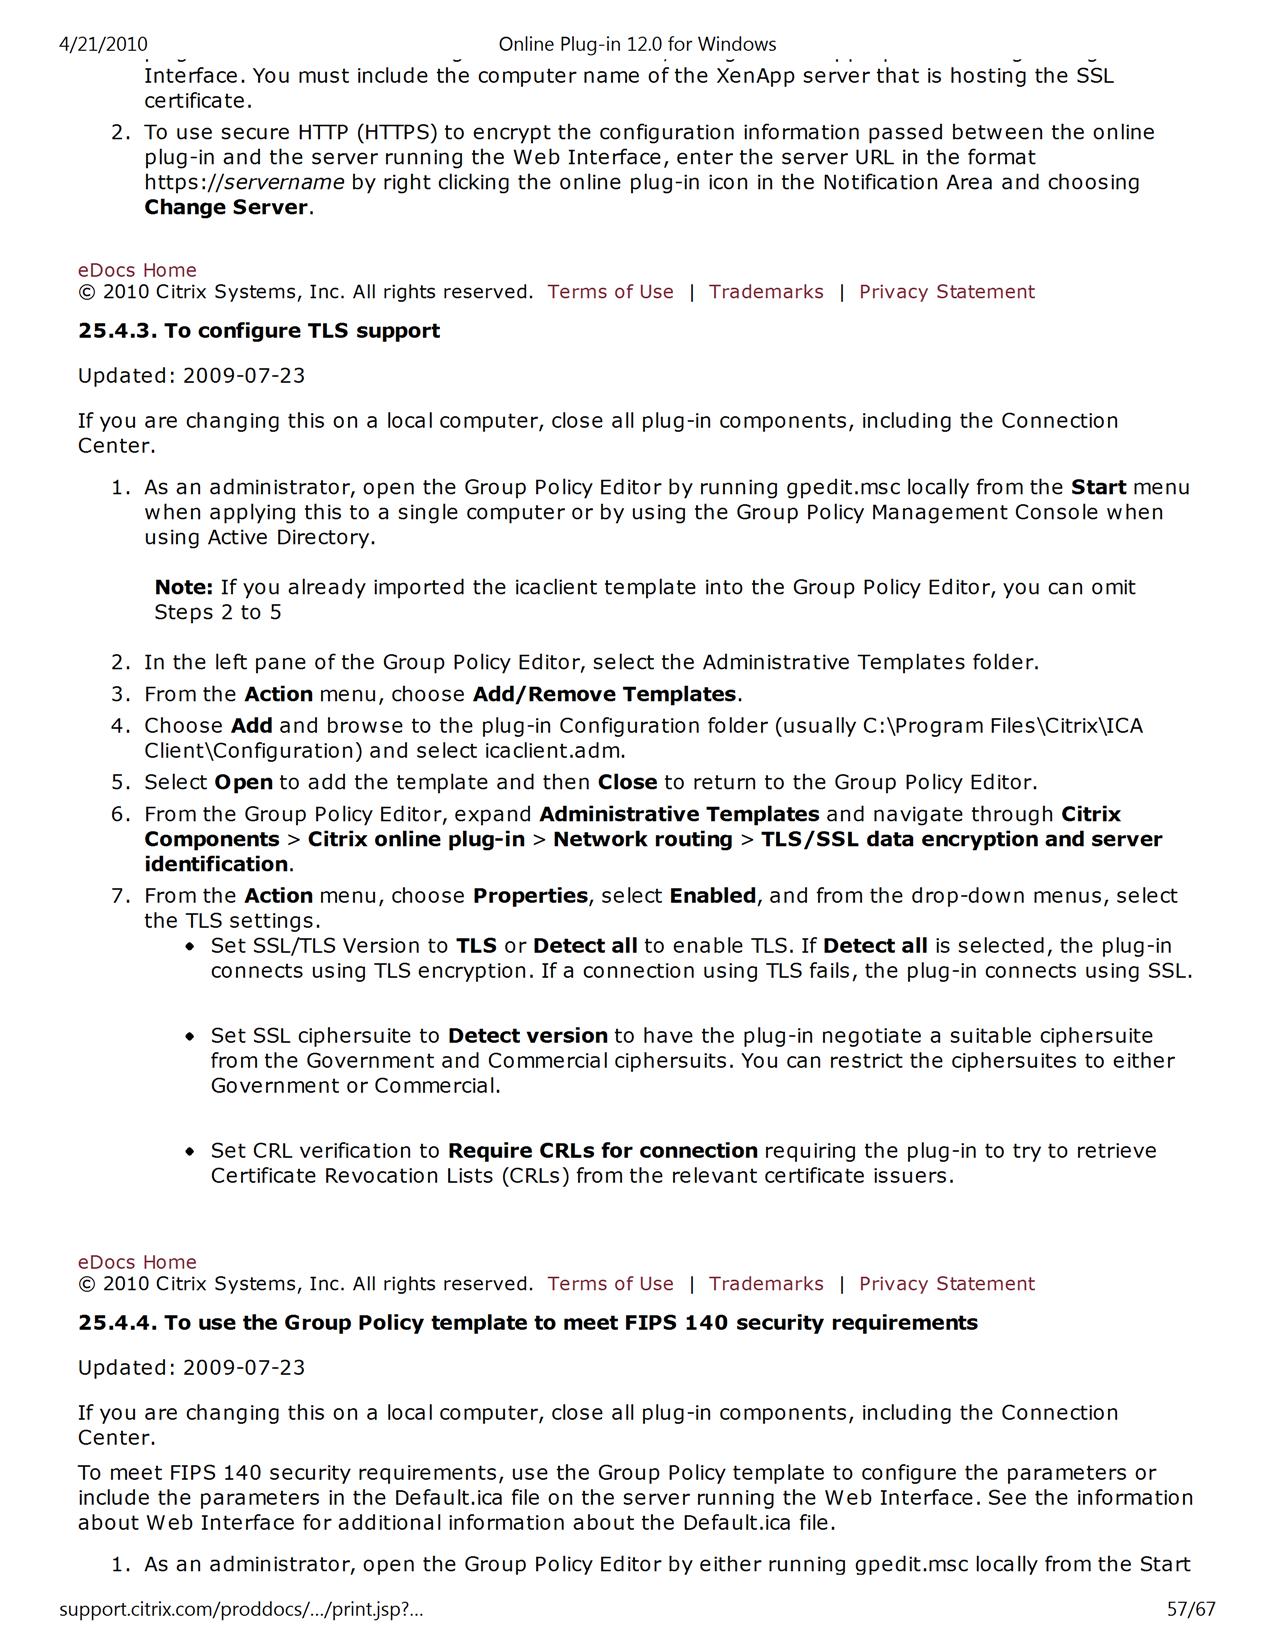 4/21/2010
Online Plug-in 12.0 for Windows
Interface. You must include the computer name of the XenApp server that is hosting the SSL
certificate.
2. To use secure HTTP (HTTPS) to encrypt the configuration information passed between the online
plug-in and the server running the Web Interface, enter the server URL in the format
https://servername by right clicking the online plug-in icon in the Notification Area and choosing
Change Server.
eDocs Home
© 2010 Citrix Systems, Inc. All rights reserved. Terms of Use | Trademarks | Privacy Statement
25.4.3. To configure TLS support
Updated: 2009-07-23
If you are changing this on a local computer, close all plug-in components, including the Connection
Center.
1. As an administrator, open the Group Policy Editor by running gpedit.msc locally from the Start menu
when applying this to a single computer or by using the Group Policy Management Console when
using Active Directory.
Note: If you already imported the icaclient template into the Group Policy Editor, you can omit
Steps 2 to 5
2. In the left pane of the Group Policy Editor, select the Administrative Templates folder.
3. From the Action menu, choose Add/Remove Templates.
4. Choose Add and browse to the plug-in Configuration folder (usually C:\Program Files\Citrix\ICA
Client\Configuration) and select icaclient.adm.
5. Select Open to add the template and then Close to return to the Group Policy Editor.
6. From the Group Policy Editor, expand Administrative Templates and navigate through Citrix
Components > Citrix online plug-in > Network routing > TLS/SSL data encryption and server
identification.
7. From the Action menu, choose Properties, select Enabled, and from the drop-down menus, select
the TLS settings.
• Set SSL/TLS Version to TLS or Detect all to enable TLS. If Detect all is selected, the plug-in
connects using TLS encryption. If a connection using TLS fails, the plug-in connects using SSL.
• Set SSL ciphersuite to Detect version to have the plug-in negotiate a suitable ciphersuite
from the Government and Commercial ciphersuits. You can restrict the ciphersuites to either
Government or Commercial.
• Set CRL verification to Require CRLs for connection requiring the plug-in to try to retrieve
Certificate Revocation Lists (CRLs) from the relevant certificate issuers.
eDocs Home
© 2010 Citrix Systems, Inc. All rights reserved. Terms of Use | Trademarks | Privacy Statement
25.4.4. To use the Group Policy template to meet FIPS 140 security requirements
Updated: 2009-07-23
If you are changing this on a local computer, close all plug-in components, including the Connection
Center.
To meet FIPS 140 security requirements, use the Group Policy template to configure the parameters or
include the parameters in the Default.ica file on the server running the Web Interface. See the information
about Web Interface for additional information about the Default.ica file.
1. As an administrator, open the Group Policy Editor by either running gpedit.msc locally from the Start
support.citrix.com/proddocs/.../print.jsp?...
57/67